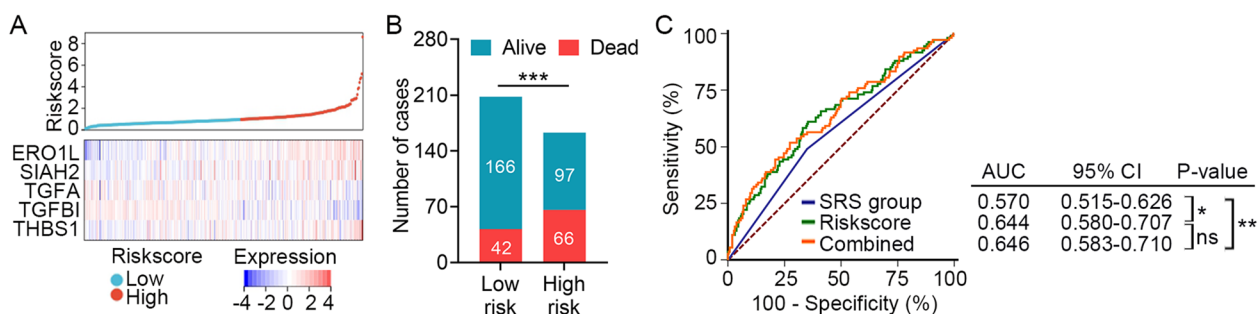 A
Riskscore
8
6
4
2
0
ERO1L
SIAH2
TGFA
TGFBI
THBS1
Riskscore
Low
High
Expression
-4 -2 0 2 4
B
Alive Dead
Number of cases
280
210
140
70
0
***
166
97
42
66
Low risk
High risk
C
Sensitivity (%)
100
75
50
25
0
SRS group
Riskscore
Combined
0 25 50 75 100
100 - Specificity (%)
AUC 95% CI P-value
0.570 0.515-0.626
0.644 0.580-0.707
0.646 0.583-0.710
*
ns
**